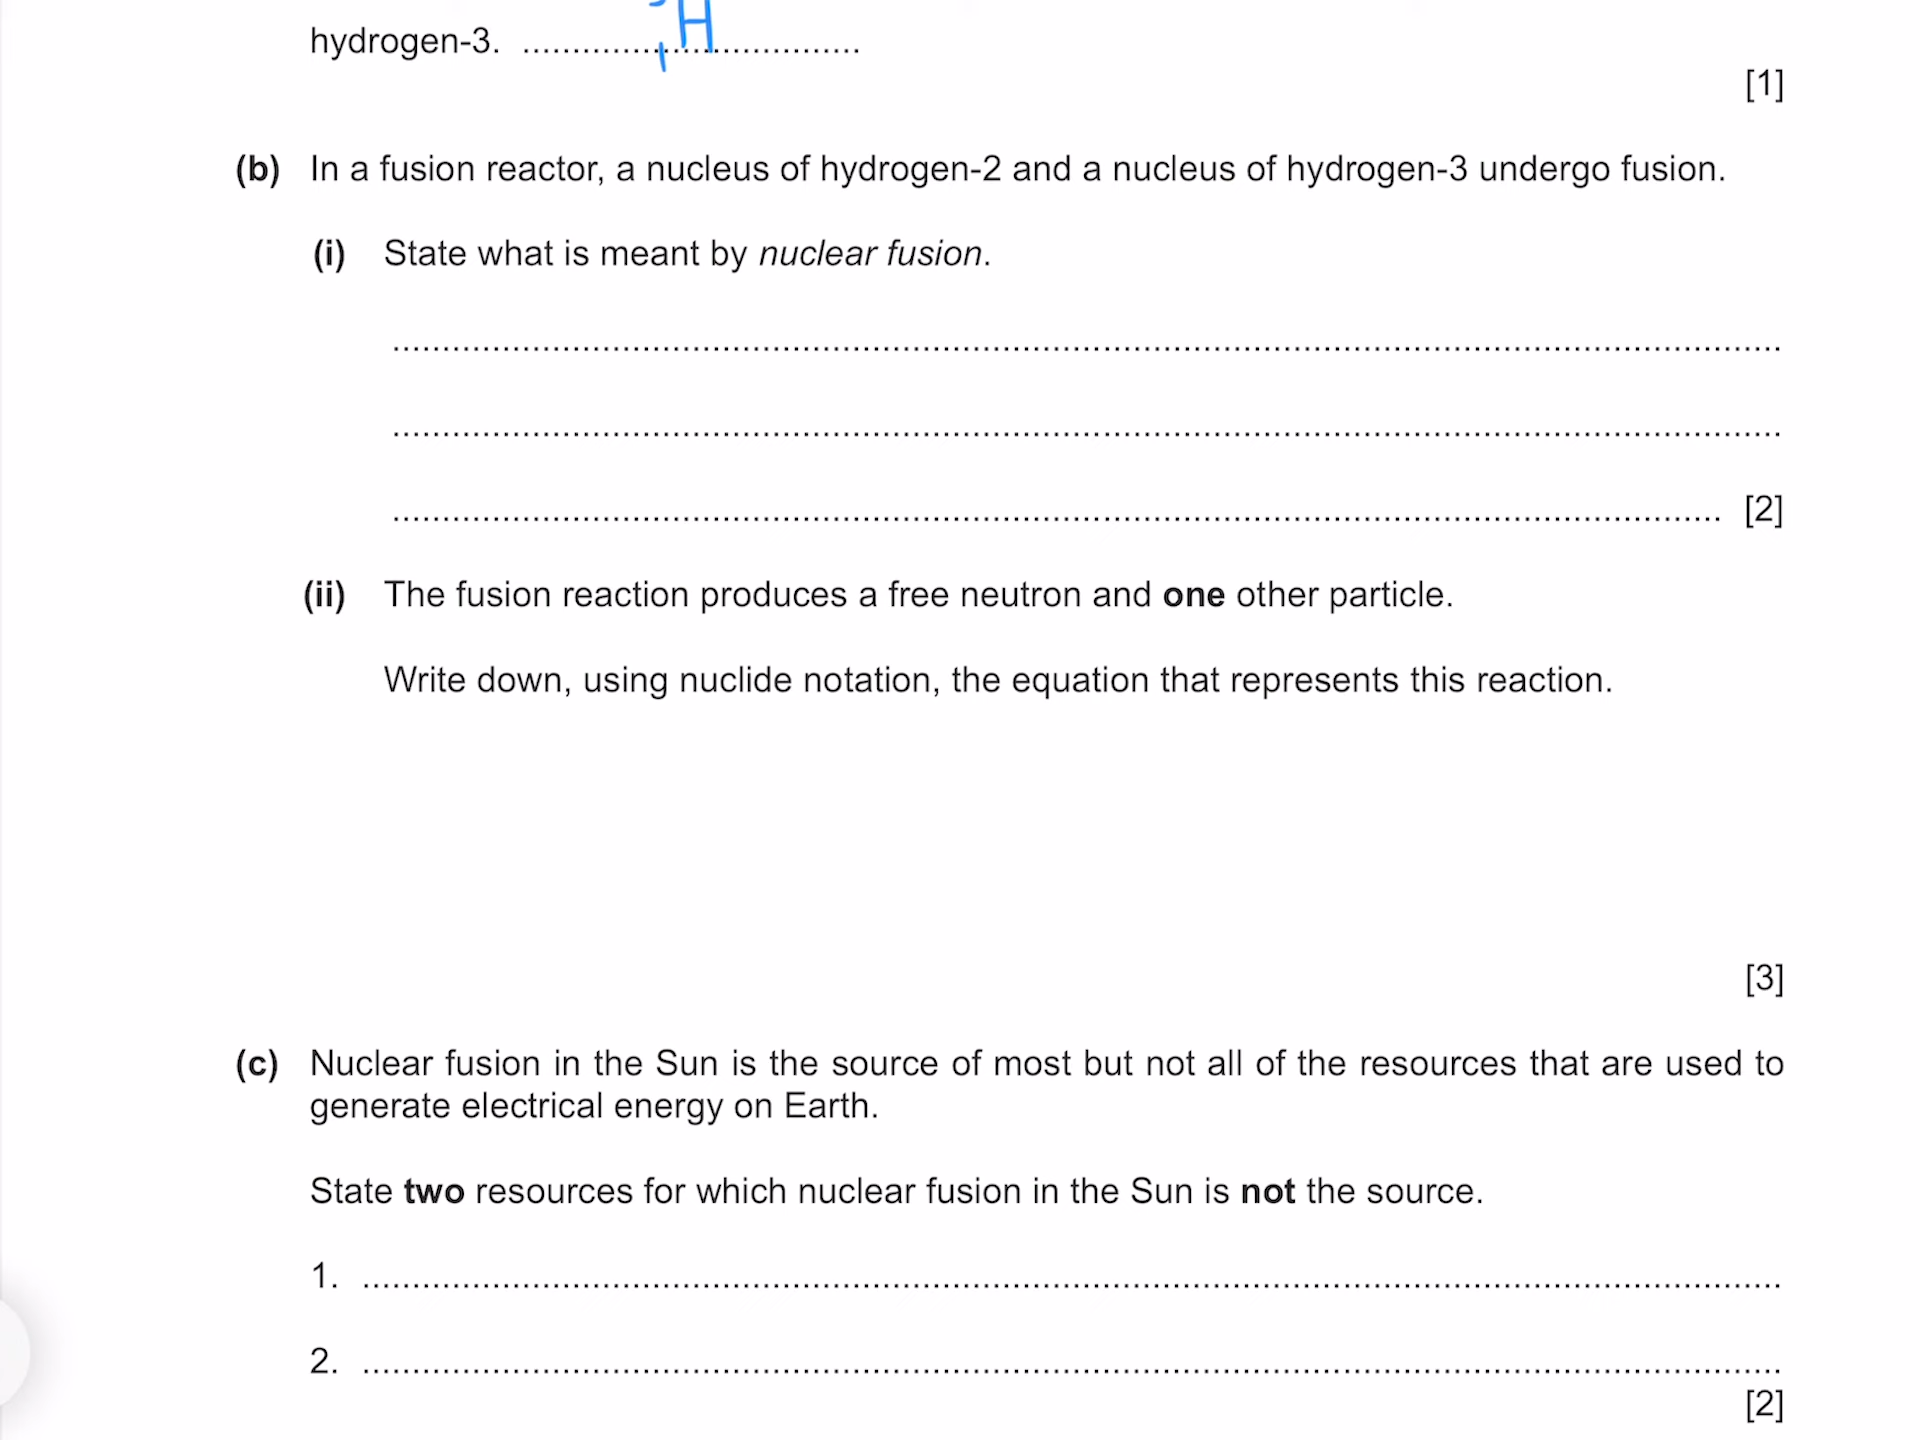 3
H
1
hydrogen-3. ..................................
[1]
(b) In a fusion reactor, a nucleus of hydrogen-2 and a nucleus of hydrogen-3 undergo fusion.
(i) State what is meant by nuclear fusion.
..........................................................................................................................................
..........................................................................................................................................
.................................................................................................................................... [2]
(ii) The fusion reaction produces a free neutron and one other particle.
Write down, using nuclide notation, the equation that represents this reaction.
[3]
(c) Nuclear fusion in the Sun is the source of most but not all of the resources that are used to
generate electrical energy on Earth.
State two resources for which nuclear fusion in the Sun is not the source.
1. .............................................................................................................................................
2. .............................................................................................................................................
[2]